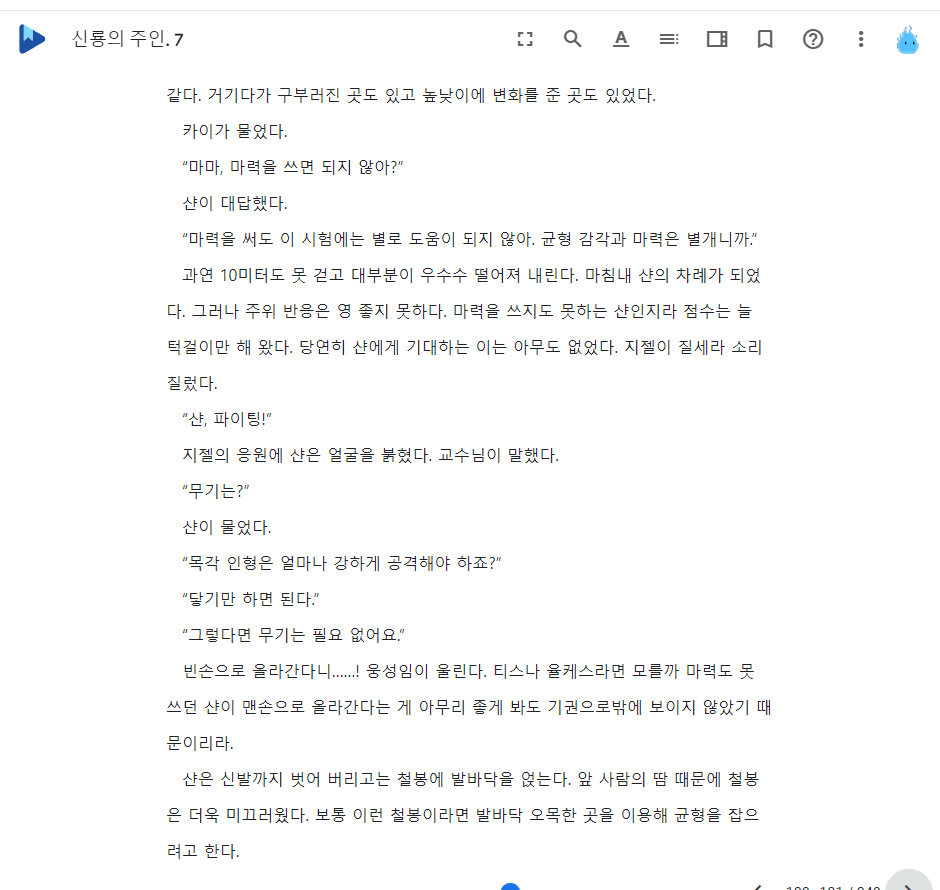 신룡의 주인. 7
같다. 거기다가 구부러진 곳도 있고 높낮이에 변화를 준 곳도 있었다.
카이가 물었다.
“마마, 마력을 쓰면 되지 않아?”
샨이 대답했다.
“마력을 써도 이 시험에는 별로 도움이 되지 않아. 균형 감각과 마력은 별개니까.”
과연 10미터도 못 걷고 대부분이 우수수 떨어져 내린다. 마침내 샨의 차례가 되었
다. 그러나 주위 반응은 영 좋지 못하다. 마력을 쓰지도 못하는 샨인지라 점수는 늘
턱걸이만 해 왔다. 당연히 샨에게 기대하는 이는 아무도 없었다. 지젤이 질세라 소리
질렀다.
“샨, 파이팅!”
지젤의 응원에 샨은 얼굴을 붉혔다. 교수님이 말했다.
“무기는?”
샨이 물었다.
“목각 인형은 얼마나 강하게 공격해야 하죠?”
“닿기만 하면 된다.”
“그렇다면 무기는 필요 없어요.”
빈손으로 올라간다니……! 웅성임이 울린다. 티스나 율케스라면 모를까 마력도 못
쓰던 샨이 맨손으로 올라간다는 게 아무리 좋게 봐도 기권으로밖에 보이지 않았기 때
문이리라.
샨은 신발까지 벗어 버리고는 철봉에 발바닥을 얹는다. 앞 사람의 땀 때문에 철봉
은 더욱 미끄러웠다. 보통 이런 철봉이라면 발바닥 오목한 곳을 이용해 균형을 잡으
려고 한다.